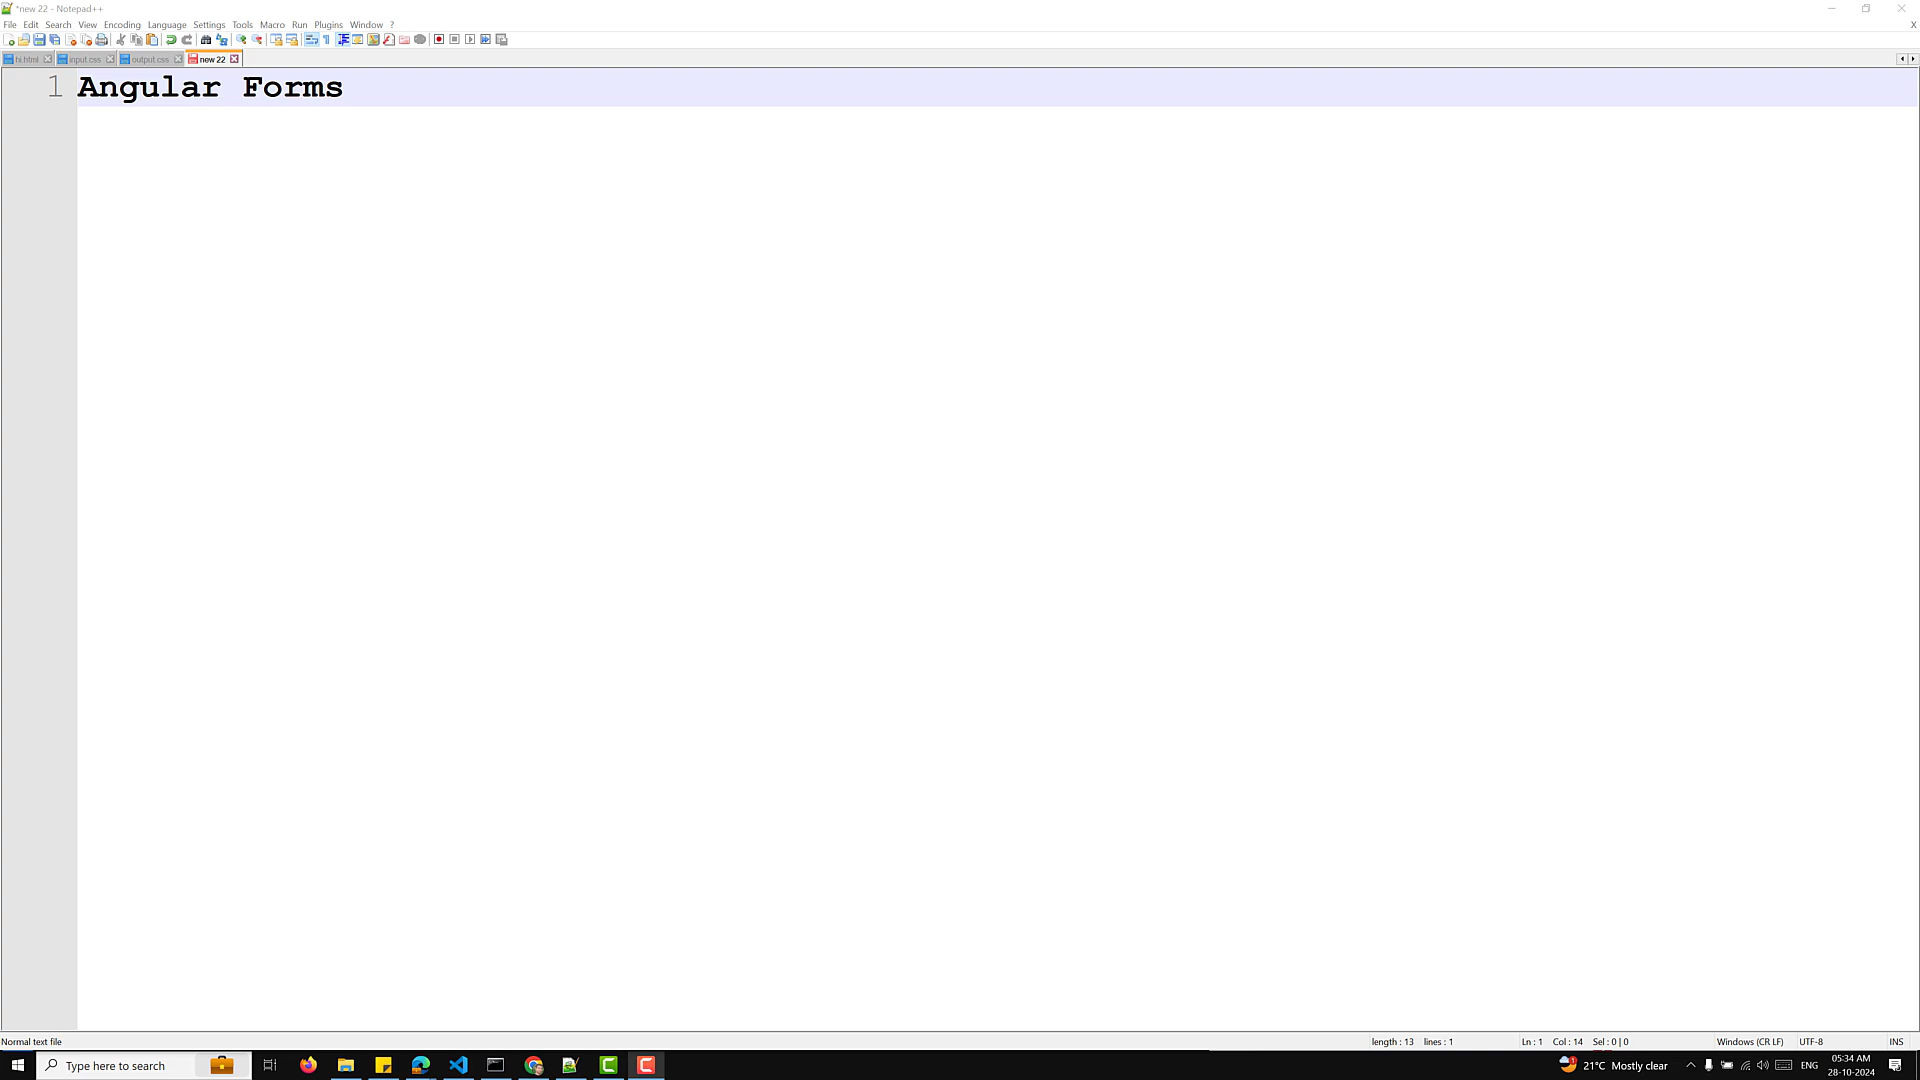 *new 22 - Notepad++
File Edit Search View Encoding Language Settings Tools Macro Run Plugins Window ?
X
hi.html input.css output.css new 22
1 Angular Forms
Normal text file length : 13 lines : 1 Ln : 1 Col : 14 Sel : 0 | 0 Windows (CR LF) UTF-8 INS
Type here to search 21°C Mostly clear ENG 05:34 AM
28-10-2024